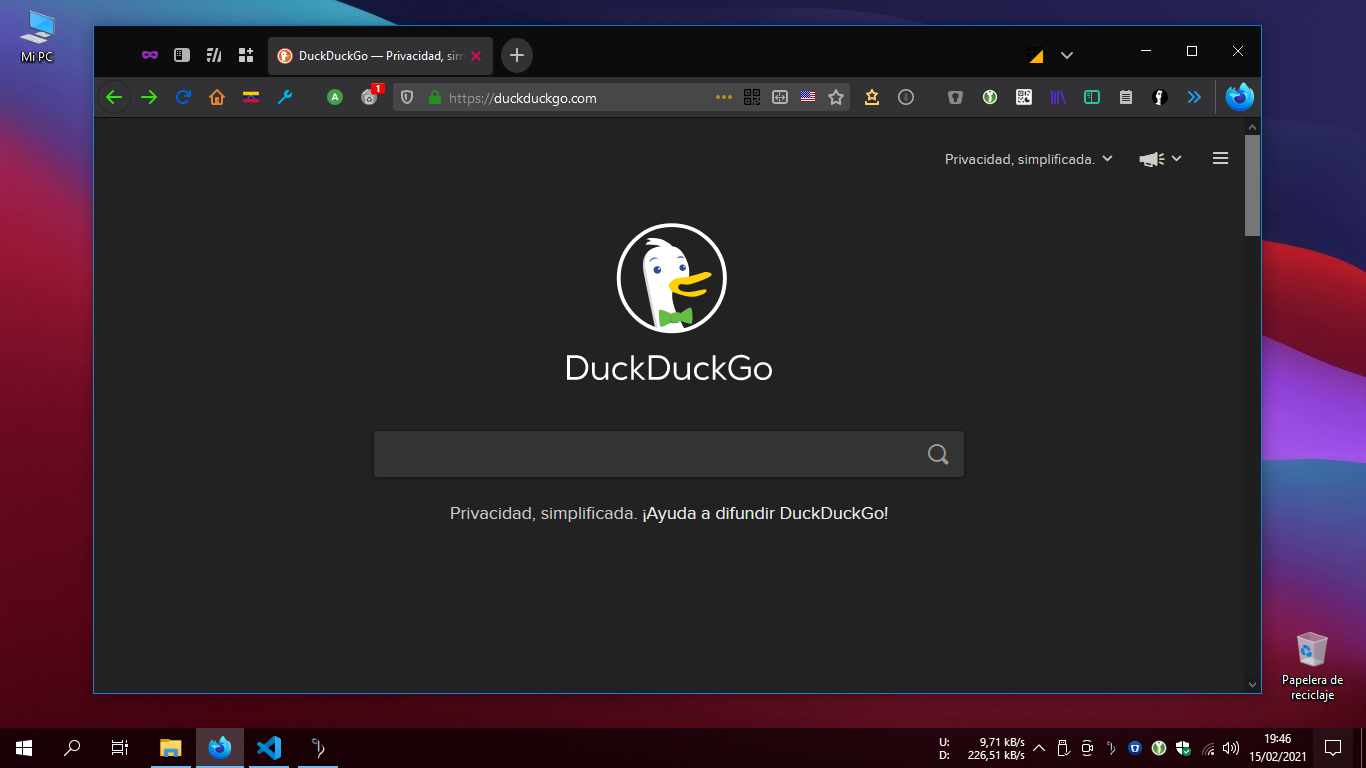 Mi PC
DuckDuckGo — Privacidad, sim
1
A
https://duckduckgo.com
Privacidad, simplificada.
DuckDuckGo
Privacidad, simplificada. ¡Ayuda a difundir DuckDuckGo!
Papelera de
reciclaje
U: 9,71 kB/s
D: 226,51 kB/s
19:46
15/02/2021